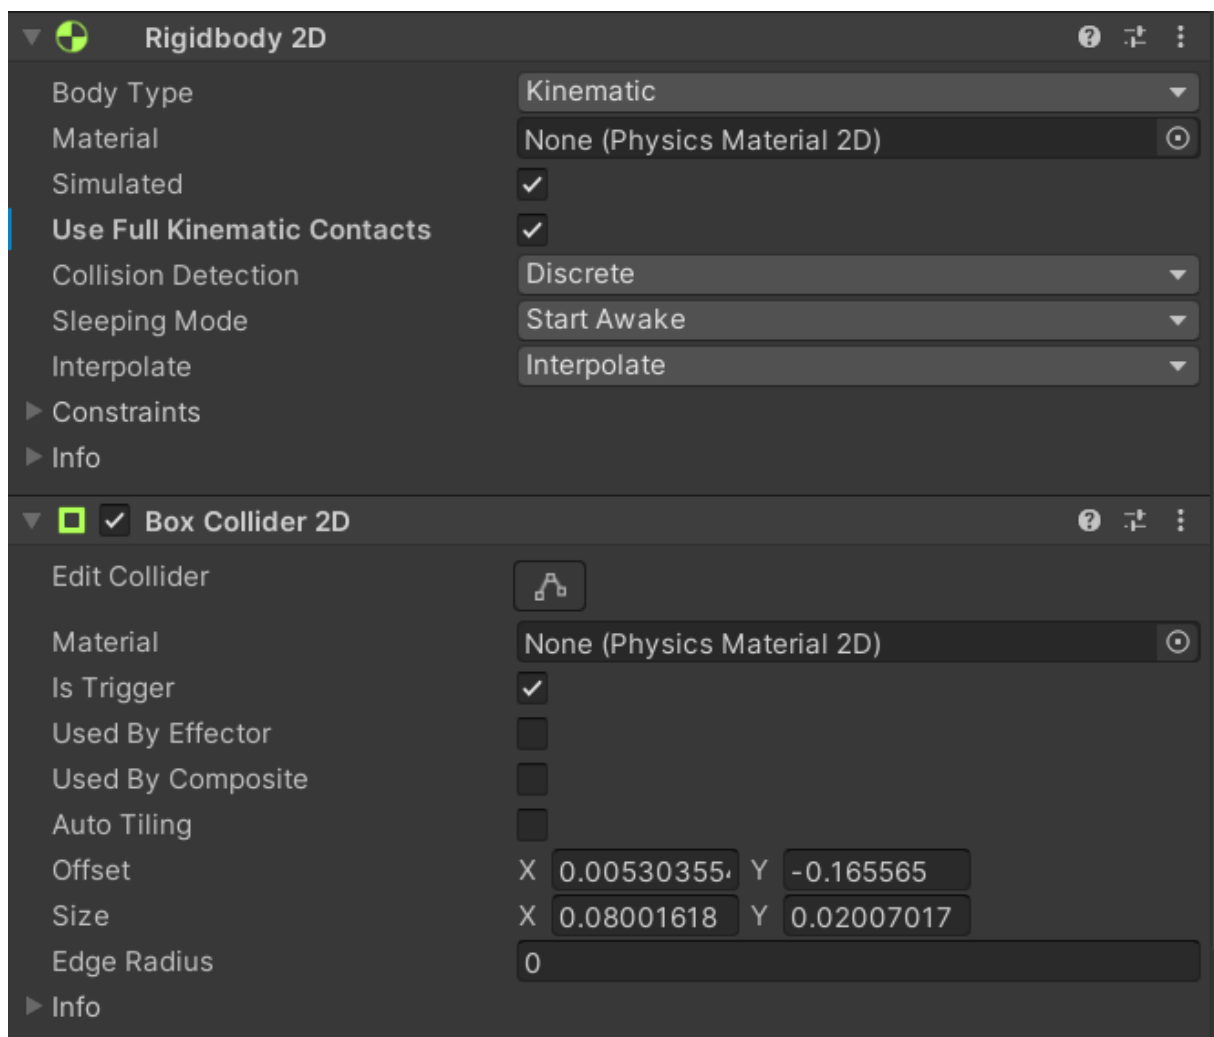 Rigidbody 2D
Body Type Kinematic
Material None (Physics Material 2D)
Simulated
Use Full Kinematic Contacts
Collision Detection Discrete
Sleeping Mode Start Awake
Interpolate Interpolate
Constraints
Info
Box Collider 2D
Edit Collider
Material None (Physics Material 2D)
Is Trigger
Used By Effector
Used By Composite
Auto Tiling
Offset X 0.00530355 Y -0.165565
Size X 0.08001618 Y 0.02007017
Edge Radius 0
Info